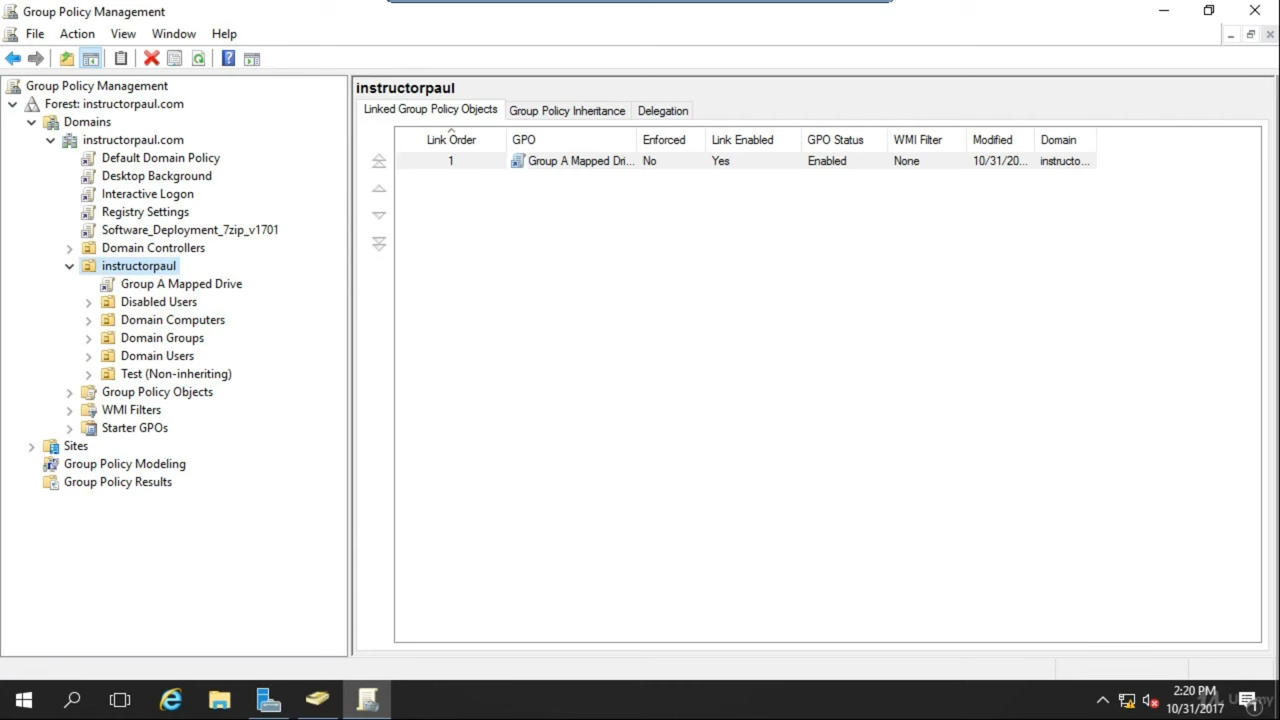 Group Policy Management
File Action View Window Help
Group Policy Management
Forest: instructorpaul.com
Domains
instructorpaul.com
Default Domain Policy
Desktop Background
Interactive Logon
Registry Settings
Software_Deployment_7zip_v1701
Domain Controllers
instructorpaul
Group A Mapped Drive
Disabled Users
Domain Computers
Domain Groups
Domain Users
Test (Non-inheriting)
Group Policy Objects
WMI Filters
Starter GPOs
Sites
Group Policy Modeling
Group Policy Results
instructorpaul
Linked Group Policy Objects Group Policy Inheritance Delegation
Link Order GPO Enforced Link Enabled GPO Status WMI Filter Modified Domain
1 Group A Mapped Dri... No Yes Enabled None 10/31/20... instructo...
2:20 PM
10/31/2017
1